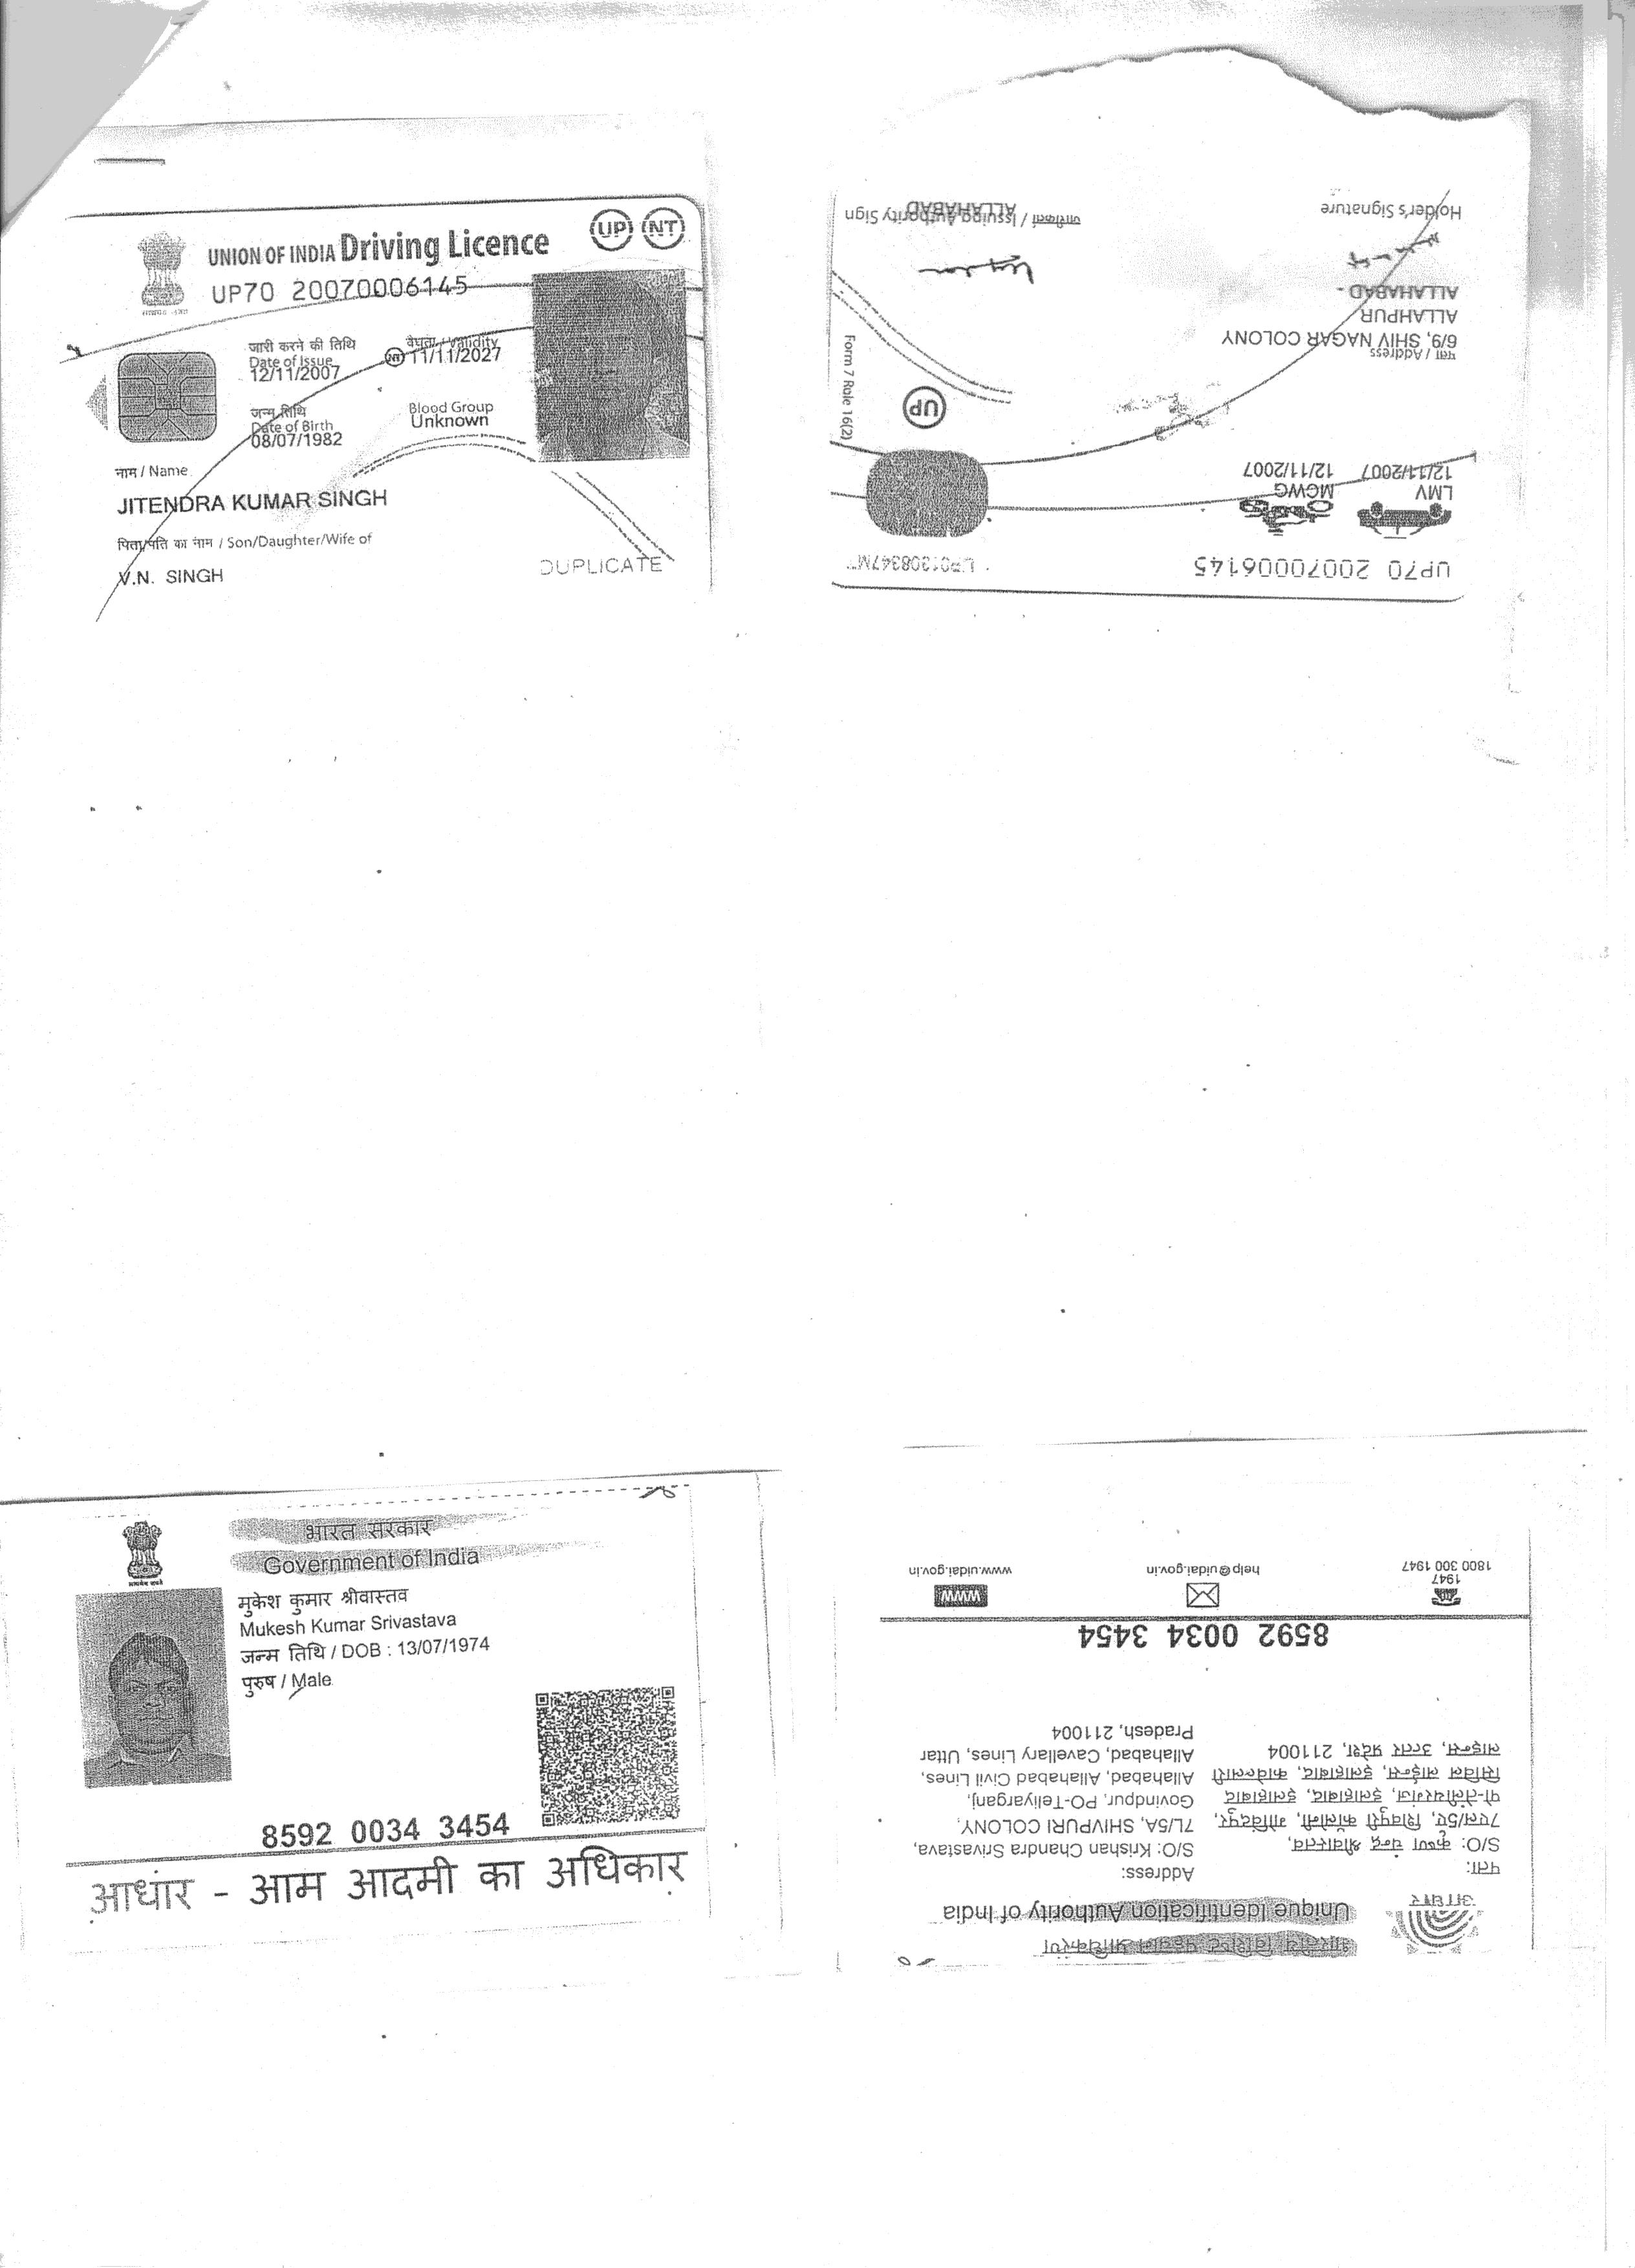 UNION OF INDIA Driving Licence
UP NT
UP70 20070006145
जारी करने की तिथि
Date of Issue
12/11/2007
वैधता / Validity
NT 11/11/2027
जन्म तिथि
Date of Birth
08/07/1982
Blood Group
Unknown
नाम / Name
JITENDRA KUMAR SINGH
पिता/पति का नाम / Son/Daughter/Wife of
V.N. SINGH
DUPLICATE
UP70 20070006145
LMV
12/11/2007
MCWG
12/11/2007
Form 7 Role 16(2)
UP
पता / Address
6/9, SHIV NAGAR COLONY
ALLAHPUR
ALLAHABAD -
Holder's Signature
Issuing Authority Sign
ALLAHABAD
भारत सरकार
Government of India
मुकेश कुमार श्रीवास्तव
Mukesh Kumar Srivastava
जन्म तिथि / DOB : 13/07/1974
पुरुष / Male
8592 0034 3454
आधार - आम आदमी का अधिकार
भारतीय विशिष्ट पहचान प्राधिकरण
Unique Identification Authority of India
आधार
पता:
S/O: कृष्ण चन्द्र श्रीवास्तव,
7एल/5ए, शिवपुरी कॉलोनी, गोविंदपुर,
पो-तेलीयरगंज, इलाहाबाद, इलाहाबाद
सिविल लाईन्स, इलाहाबाद, कावेल्लारी
लाइन्स, उत्तर प्रदेश, 211004
Address:
S/O: Krishan Chandra Srivastava,
7L/5A, SHIVPURI COLONY,
Govindpur, PO-Teliyarganj,
Allahabad, Allahabad Civil Lines,
Allahabad, Cavellary Lines, Uttar
Pradesh, 211004
8592 0034 3454
1947
1800 300 1947
help@uidai.gov.in
WWW
www.uidai.gov.in